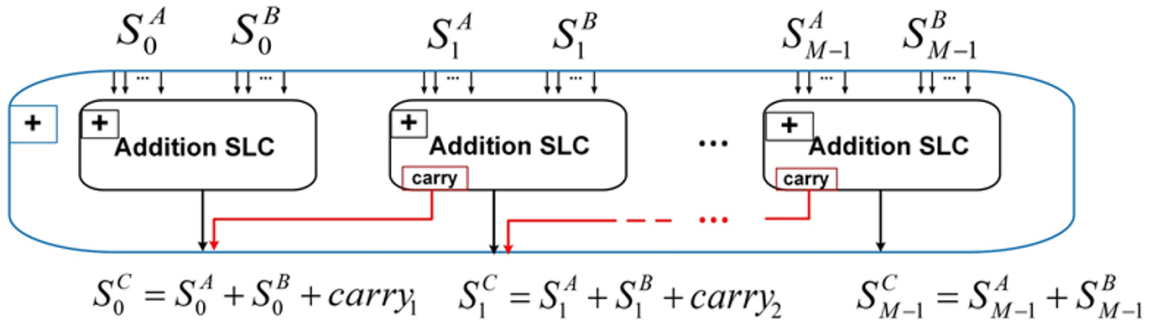 S_0^A S_0^B S_1^A S_1^B S_{M-1}^A S_{M-1}^B
... ... ... ... ... ...
+ + + ... +
Addition SLC Addition SLC Addition SLC
carry carry
...
S_0^C = S_0^A + S_0^B + carry_1 S_1^C = S_1^A + S_1^B + carry_2 S_{M-1}^C = S_{M-1}^A + S_{M-1}^B